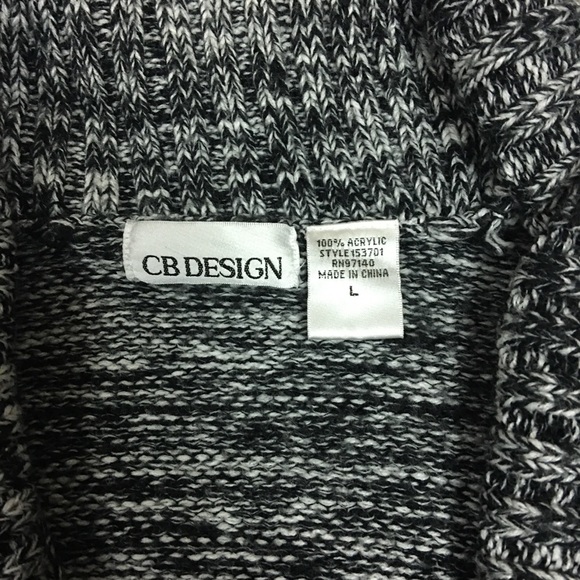 CB DESIGN
100% ACRYLIC
STYLE153701
RN97140
MADE IN CHINA
L